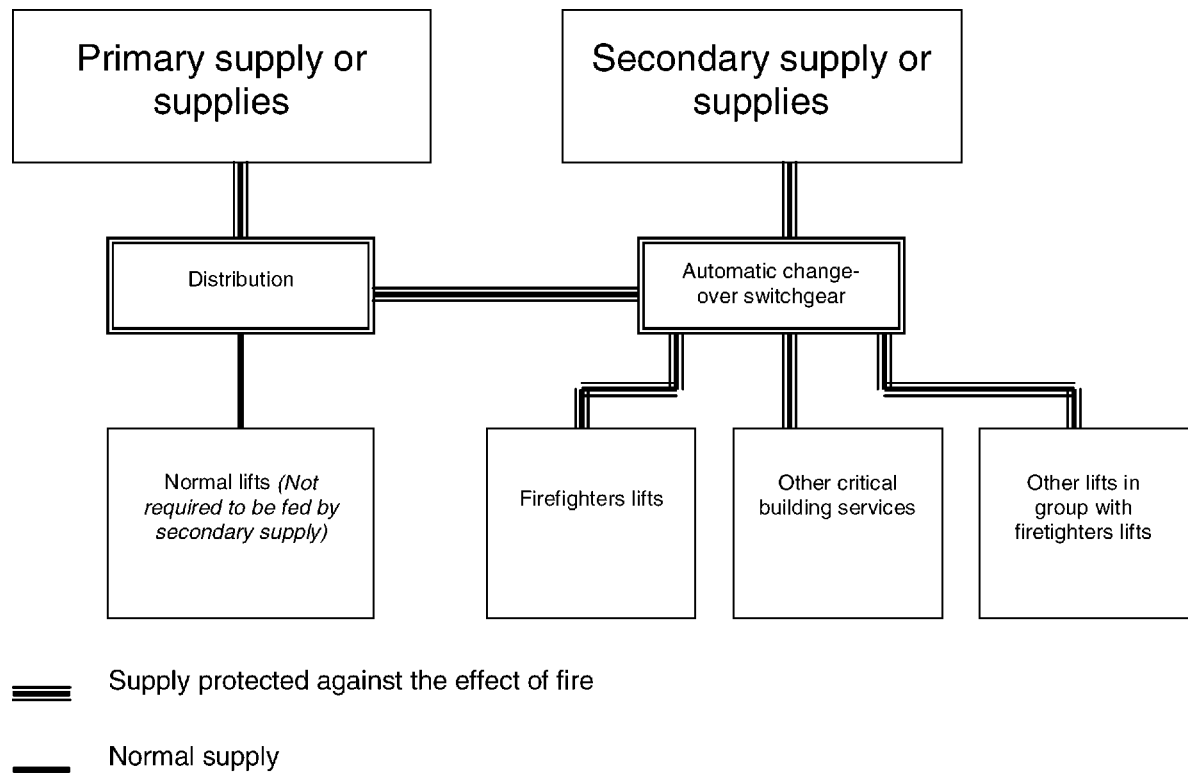 Primary supply or
supplies
Secondary supply or
supplies
Distribution
Automatic change-
over switchgear
Normal lifts (Not
required to be fed by
secondary supply)
Firefighters lifts
Other critical
building services
Other lifts in
group with
firetighters lifts
Supply protected against the effect of fire
Normal supply